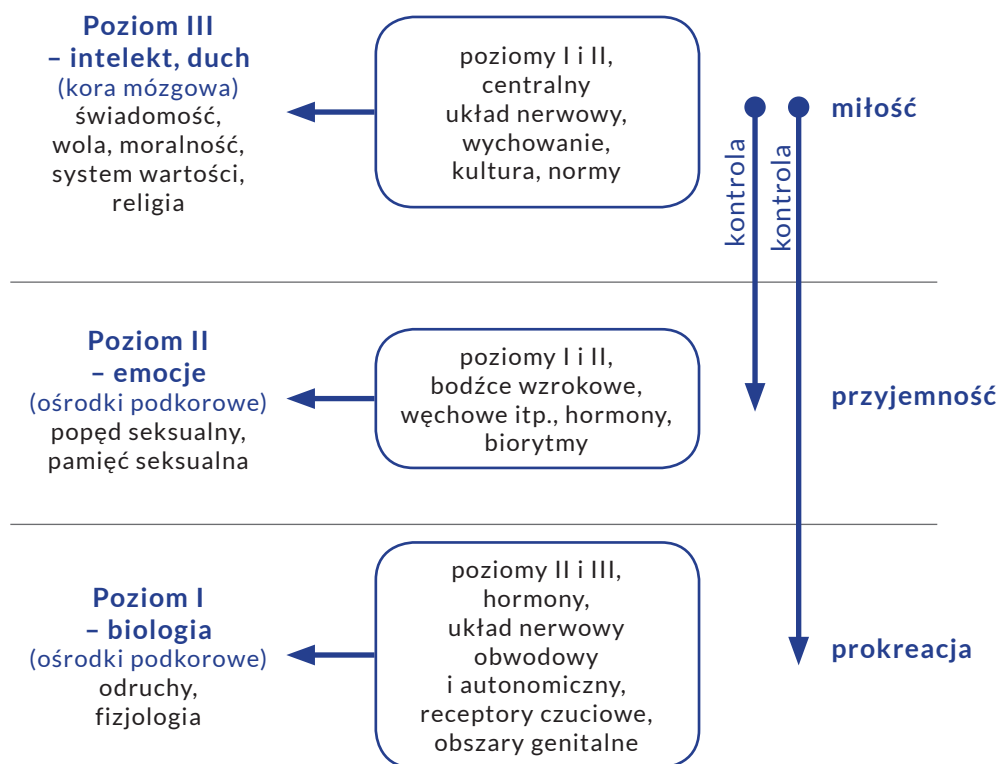 Poziom III
– intelekt, duch
(kora mózgowa)
świadomość,
wola, moralność,
system wartości,
religia
poziomy I i II,
centralny
układ nerwowy,
wychowanie,
kultura, normy
kontrola
kontrola
miłość
Poziom II
– emocje
(ośrodki podkorowe)
popęd seksualny,
pamięć seksualna
poziomy I i II,
bodźce wzrokowe,
węchowe itp., hormony,
biorytmy
przyjemność
Poziom I
– biologia
(ośrodki podkorowe)
odruchy,
fizjologia
poziomy II i III,
hormony,
układ nerwowy
obwodowy
i autonomiczny,
receptory czuciowe,
obszary genitalne
prokreacja